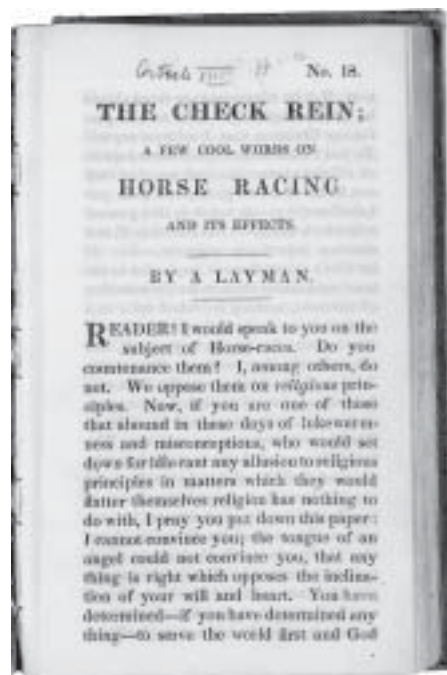 No. 18.
THE CHECK REIN;
A FEW COOL WORDS ON
HORSE RACING
AND ITS EFFECTS.
BY A LAYMAN.
READER! I would speak to you on the
subject of Horse-races. Do you
countenance them? I, among others, do
not. We oppose them on religious prin-
ciples. Now, if you are one of those
that abound in these days of lukewarm-
ness and misconceptions, who would set
down for idle rant any allusion to religious
principles in matters which they would
flatter themselves religion has nothing to
do with, I pray you put down this paper:
I cannot convince you; the tongue of an
angel could not convince you, that any
thing is right which opposes the inclina-
tion of your will and heart. You have
determined—if you have determined any
thing—to serve the world first and God